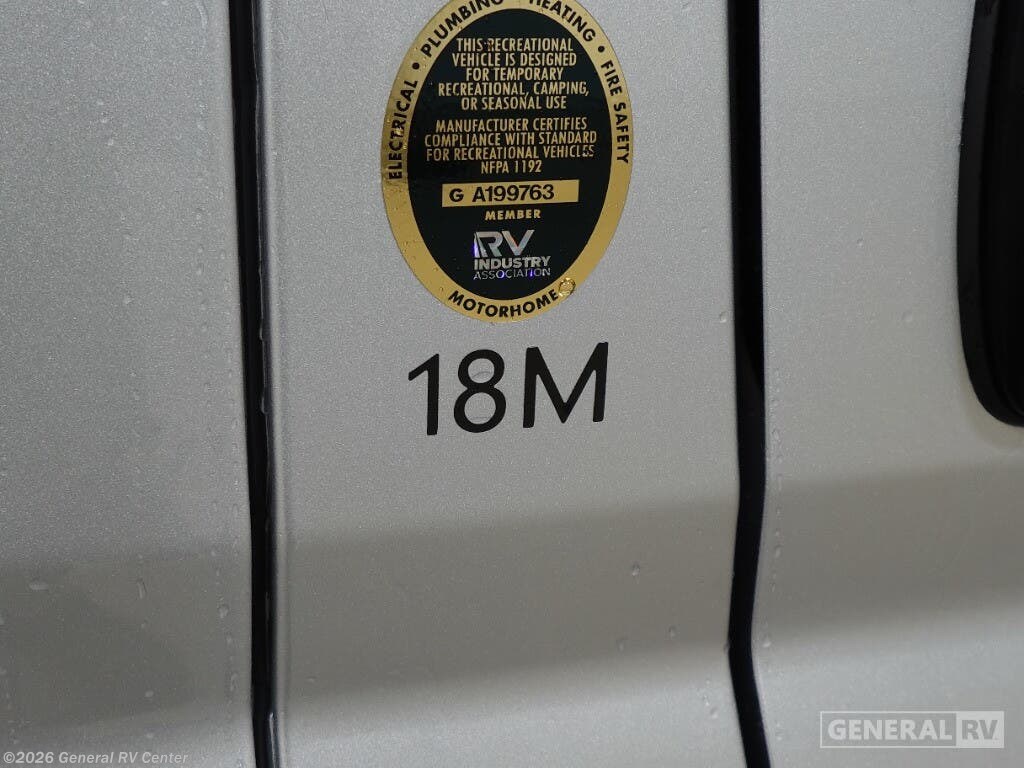 ELECTRICAL • PLUMBING • HEATING • FIRE SAFETY
THIS RECREATIONAL
VEHICLE IS DESIGNED
FOR TEMPORARY
RECREATIONAL, CAMPING,
OR SEASONAL USE
MANUFACTURER CERTIFIES
COMPLIANCE WITH STANDARD
FOR RECREATIONAL VEHICLES
NFPA 1192
G A199763
MEMBER
RV
INDUSTRY
ASSOCIATION
MOTORHOME
18M
GENERAL RV
©2026 General RV Center